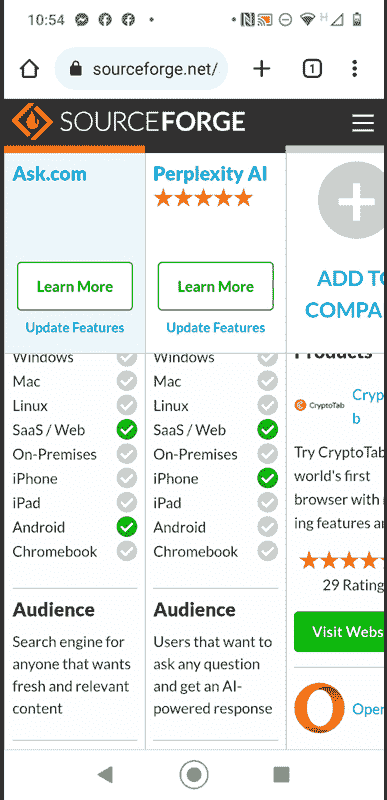 10:54
sourceforge.net/
1
SOURCEFORGE
Ask.com
Learn More
Update Features
Windows
Mac
Linux
SaaS / Web
On-Premises
iPhone
iPad
Android
Chromebook
Audience
Search engine for
anyone that wants
fresh and relevant
content
Perplexity AI
Learn More
Update Features
Windows
Mac
Linux
SaaS / Web
On-Premises
iPhone
iPad
Android
Chromebook
Audience
Users that want to
ask any question
and get an AI-
powered response
ADD TO
COMPA
Products
CryptoTab
Cryp
b
Try CryptoTab
world's first
browser with
ing features a
29 Rating
Visit Webs
Oper